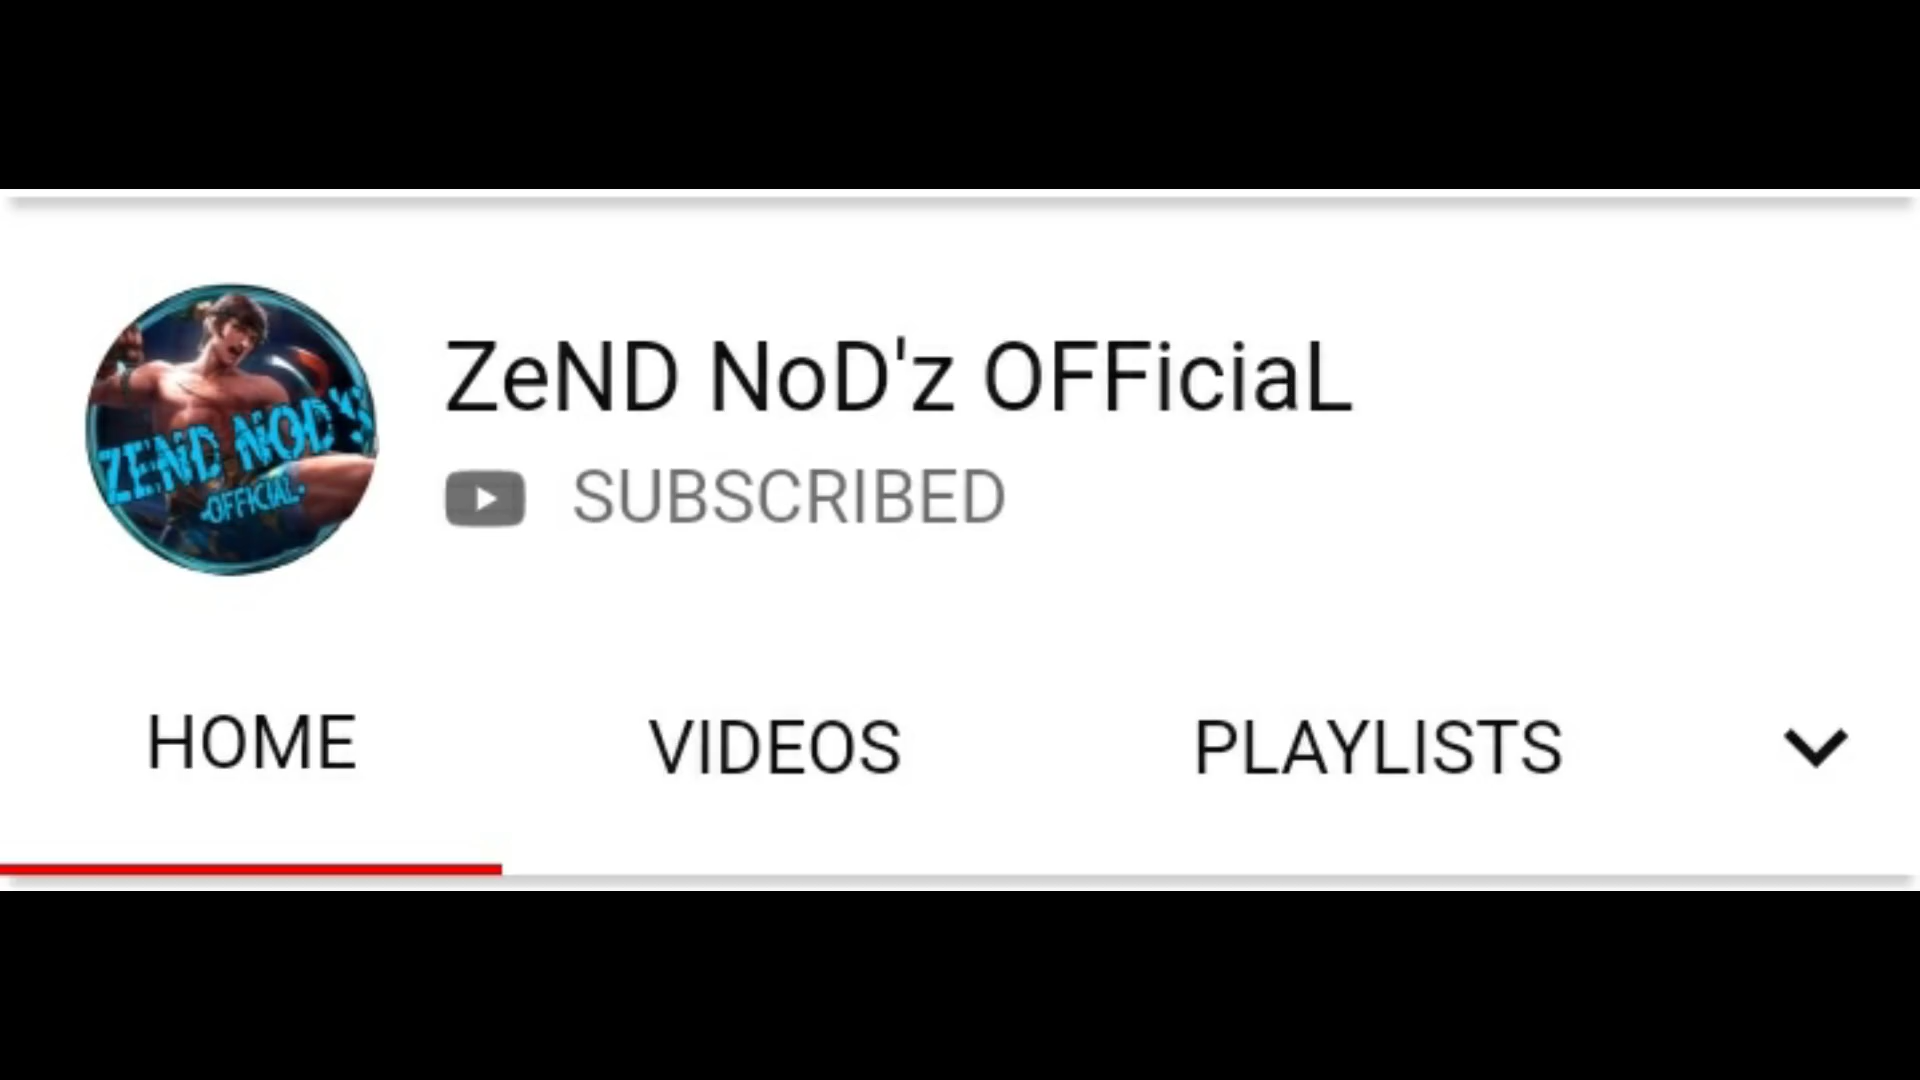 ZeND NoD'z OFFiciaL
SUBSCRIBED
ZEND NOD'S
-OFFICIAL-
HOME
VIDEOS
PLAYLISTS